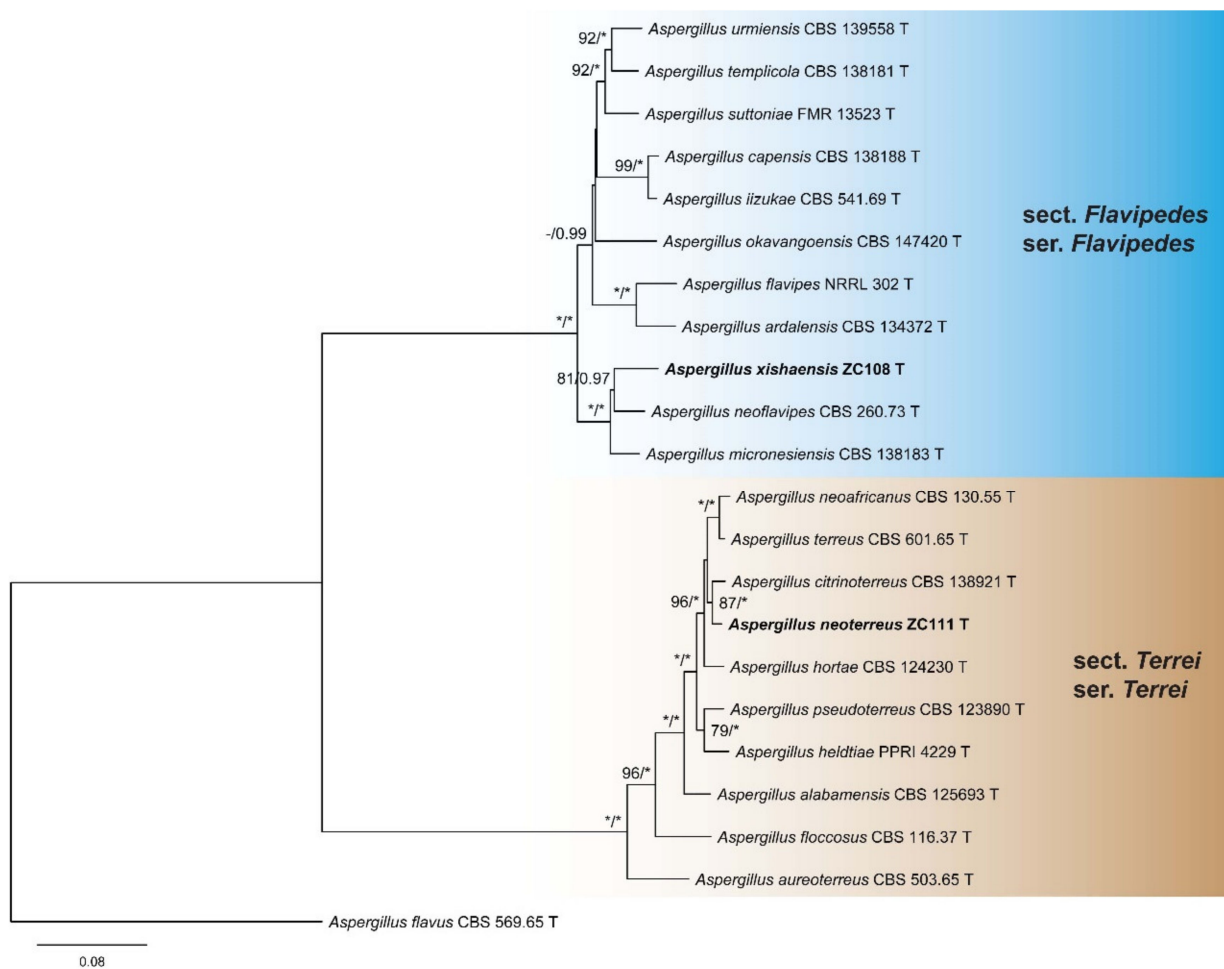 92/*
Aspergillus urmiensis CBS 139558 T
92/*
Aspergillus templicola CBS 138181 T
Aspergillus suttoniae FMR 13523 T
99/*
Aspergillus capensis CBS 138188 T
Aspergillus iizukae CBS 541.69 T
sect. Flavipedes
ser. Flavipedes
-/0.99
Aspergillus okavangoensis CBS 147420 T
*/*
Aspergillus flavipes NRRL 302 T
*/*
Aspergillus ardalensis CBS 134372 T
81/0.97
Aspergillus xishaensis ZC108 T
*/*
Aspergillus neoflavipes CBS 260.73 T
Aspergillus micronesiensis CBS 138183 T
*/*
Aspergillus neoafricanus CBS 130.55 T
Aspergillus terreus CBS 601.65 T
Aspergillus citrinoterreus CBS 138921 T
96/*
87/*
Aspergillus neoterreus ZC111 T
*/*
Aspergillus hortae CBS 124230 T
sect. Terrei
ser. Terrei
*/*
Aspergillus pseudoterreus CBS 123890 T
79/*
Aspergillus heldtiae PPRI 4229 T
96/*
Aspergillus alabamensis CBS 125693 T
*/*
Aspergillus floccosus CBS 116.37 T
Aspergillus aureoterreus CBS 503.65 T
Aspergillus flavus CBS 569.65 T
0.08